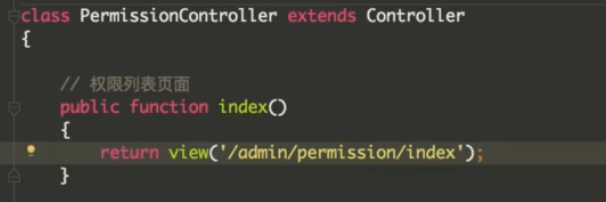 class PermissionController extends Controller
{
// 权限列表页面
public function index()
{
return view('/admin/permission/index');
}